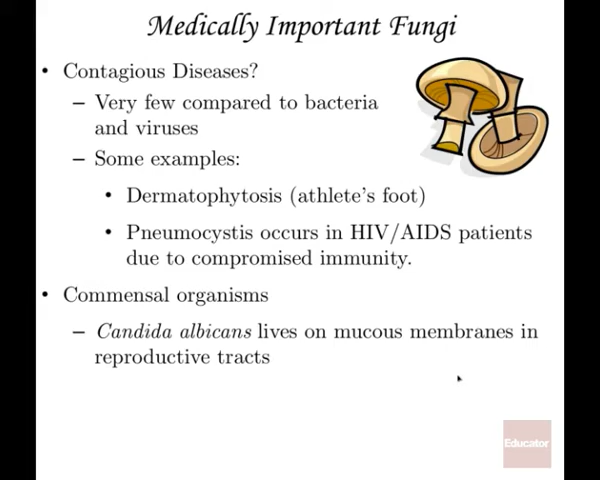 Medically Important Fungi
• Contagious Diseases?
– Very few compared to bacteria
and viruses
– Some examples:
• Dermatophytosis (athlete's foot)
• Pneumocystis occurs in HIV/AIDS patients
due to compromised immunity.
• Commensal organisms
– Candida albicans lives on mucous membranes in
reproductive tracts
Educator